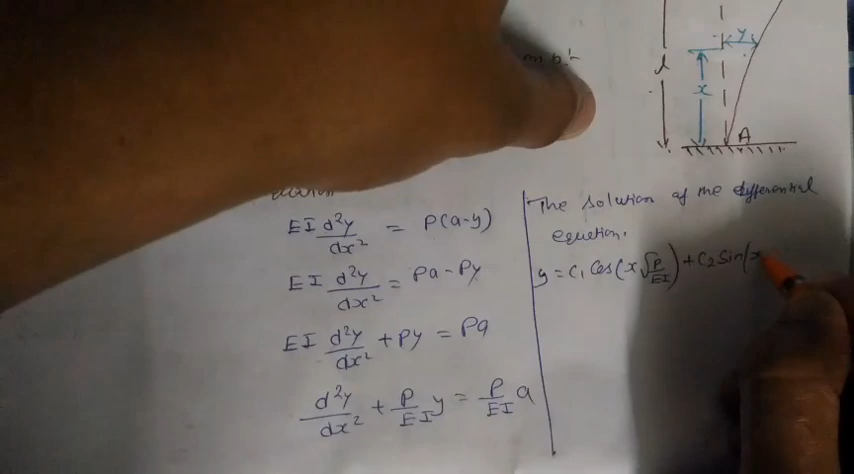 l
y
x
A
EI d²y/dx² = P(a-y)
EI d²y/dx² = Pa - Py
EI d²y/dx² + Py = Pa
d²y/dx² + P/EI y = P/EI a
The solution of the differential
equetion.
y = C₁ Cos(x √P/EI) + C₂ Sin(x